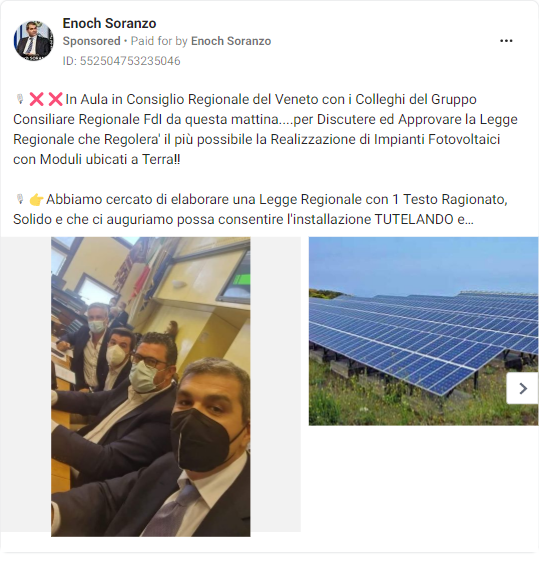 Enoch Soranzo
Sponsored • Paid for by Enoch Soranzo
ID: 552504753235046
🎙❌❌In Aula in Consiglio Regionale del Veneto con i Colleghi del Gruppo
Consiliare Regionale FdI da questa mattina....per Discutere ed Approvare la Legge
Regionale che Regolera' il più possibile la Realizzazione di Impianti Fotovoltaici
con Moduli ubicati a Terra!!
🎙👉Abbiamo cercato di elaborare una Legge Regionale con 1 Testo Ragionato,
Solido e che ci auguriamo possa consentire l'installazione TUTELANDO e...